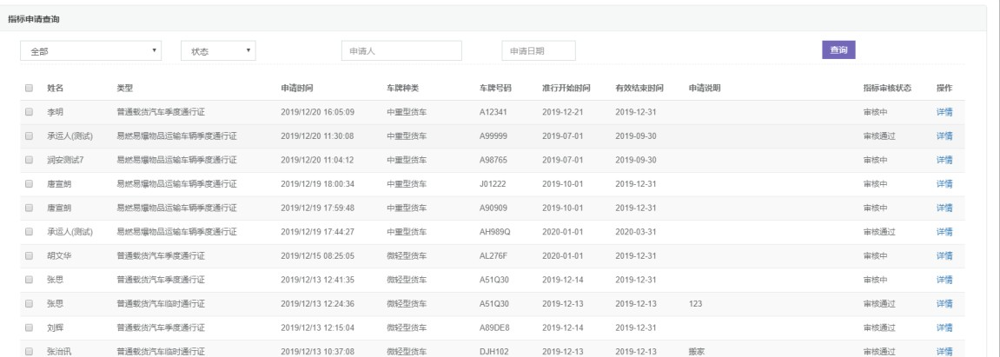 指标申请查询
全部 状态 申请人 申请日期 查询
姓名 类型 申请时间 车牌种类 车牌号码 准行开始时间 有效结束时间 申请说明 指标审核状态 操作
李明 普通载货汽车季度通行证 2019/12/20 16:05:09 中重型货车 A12341 2019-12-21 2019-12-31 审核中 详情
承运人(测试) 易燃易爆物品运输车辆季度通行证 2019/12/20 11:30:08 中重型货车 A99999 2019-07-01 2019-09-30 审核通过 详情
润安测试7 易燃易爆物品运输车辆季度通行证 2019/12/20 11:04:12 中重型货车 A98765 2019-07-01 2019-09-30 审核中 详情
唐宣朗 易燃易爆物品运输车辆季度通行证 2019/12/19 18:00:34 中重型货车 J01222 2019-10-01 2019-12-31 审核中 详情
唐宣朗 易燃易爆物品运输车辆季度通行证 2019/12/19 17:59:48 中重型货车 A90909 2019-10-01 2019-12-31 审核中 详情
承运人(测试) 易燃易爆物品运输车辆季度通行证 2019/12/19 17:44:27 中重型货车 AH989Q 2020-01-01 2020-03-31 审核通过 详情
胡文华 普通载货汽车季度通行证 2019/12/15 08:25:05 微轻型货车 AL276F 2020-01-01 2019-12-31 审核中 详情
张思 普通载货汽车季度通行证 2019/12/13 12:41:35 微轻型货车 A51Q30 2019-12-14 2019-12-31 审核中 详情
张思 普通载货汽车临时通行证 2019/12/13 12:24:36 微轻型货车 A51Q30 2019-12-13 2019-12-13 123 审核通过 详情
刘辉 普通载货汽车季度通行证 2019/12/13 12:15:04 微轻型货车 A89DE8 2019-12-14 2019-12-31 审核通过 详情
张治讯 普通载货汽车临时通行证 2019/12/13 10:37:08 微轻型货车 DJH102 2019-12-13 2019-12-13 搬家 审核通过 详情